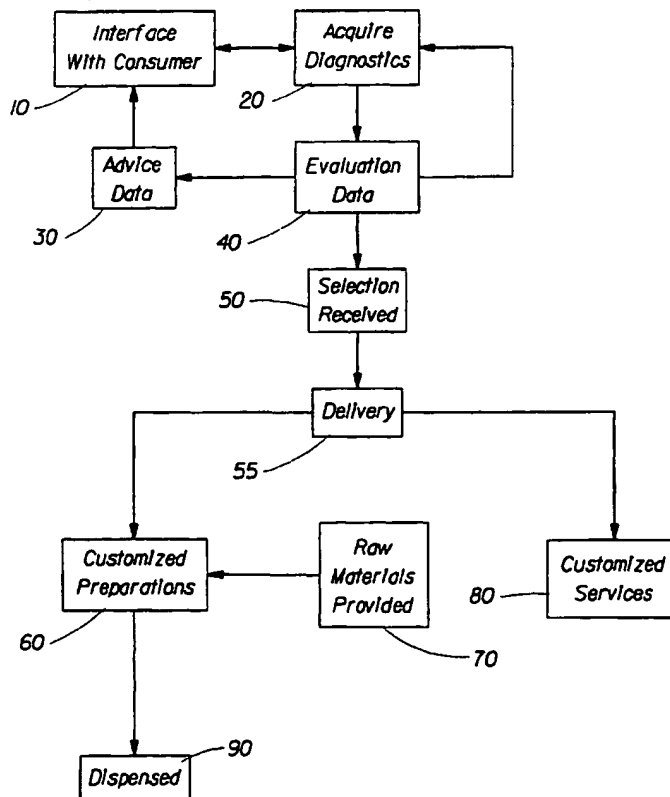 Interface
With Consumer
10
Acquire
Diagnostics
20
Advice
Data
30
Evaluation
Data
40
50
Selection
Received
Delivery
55
Customized
Preparations
60
Raw
Materials
Provided
70
80
Customized
Services
90
Dispensed